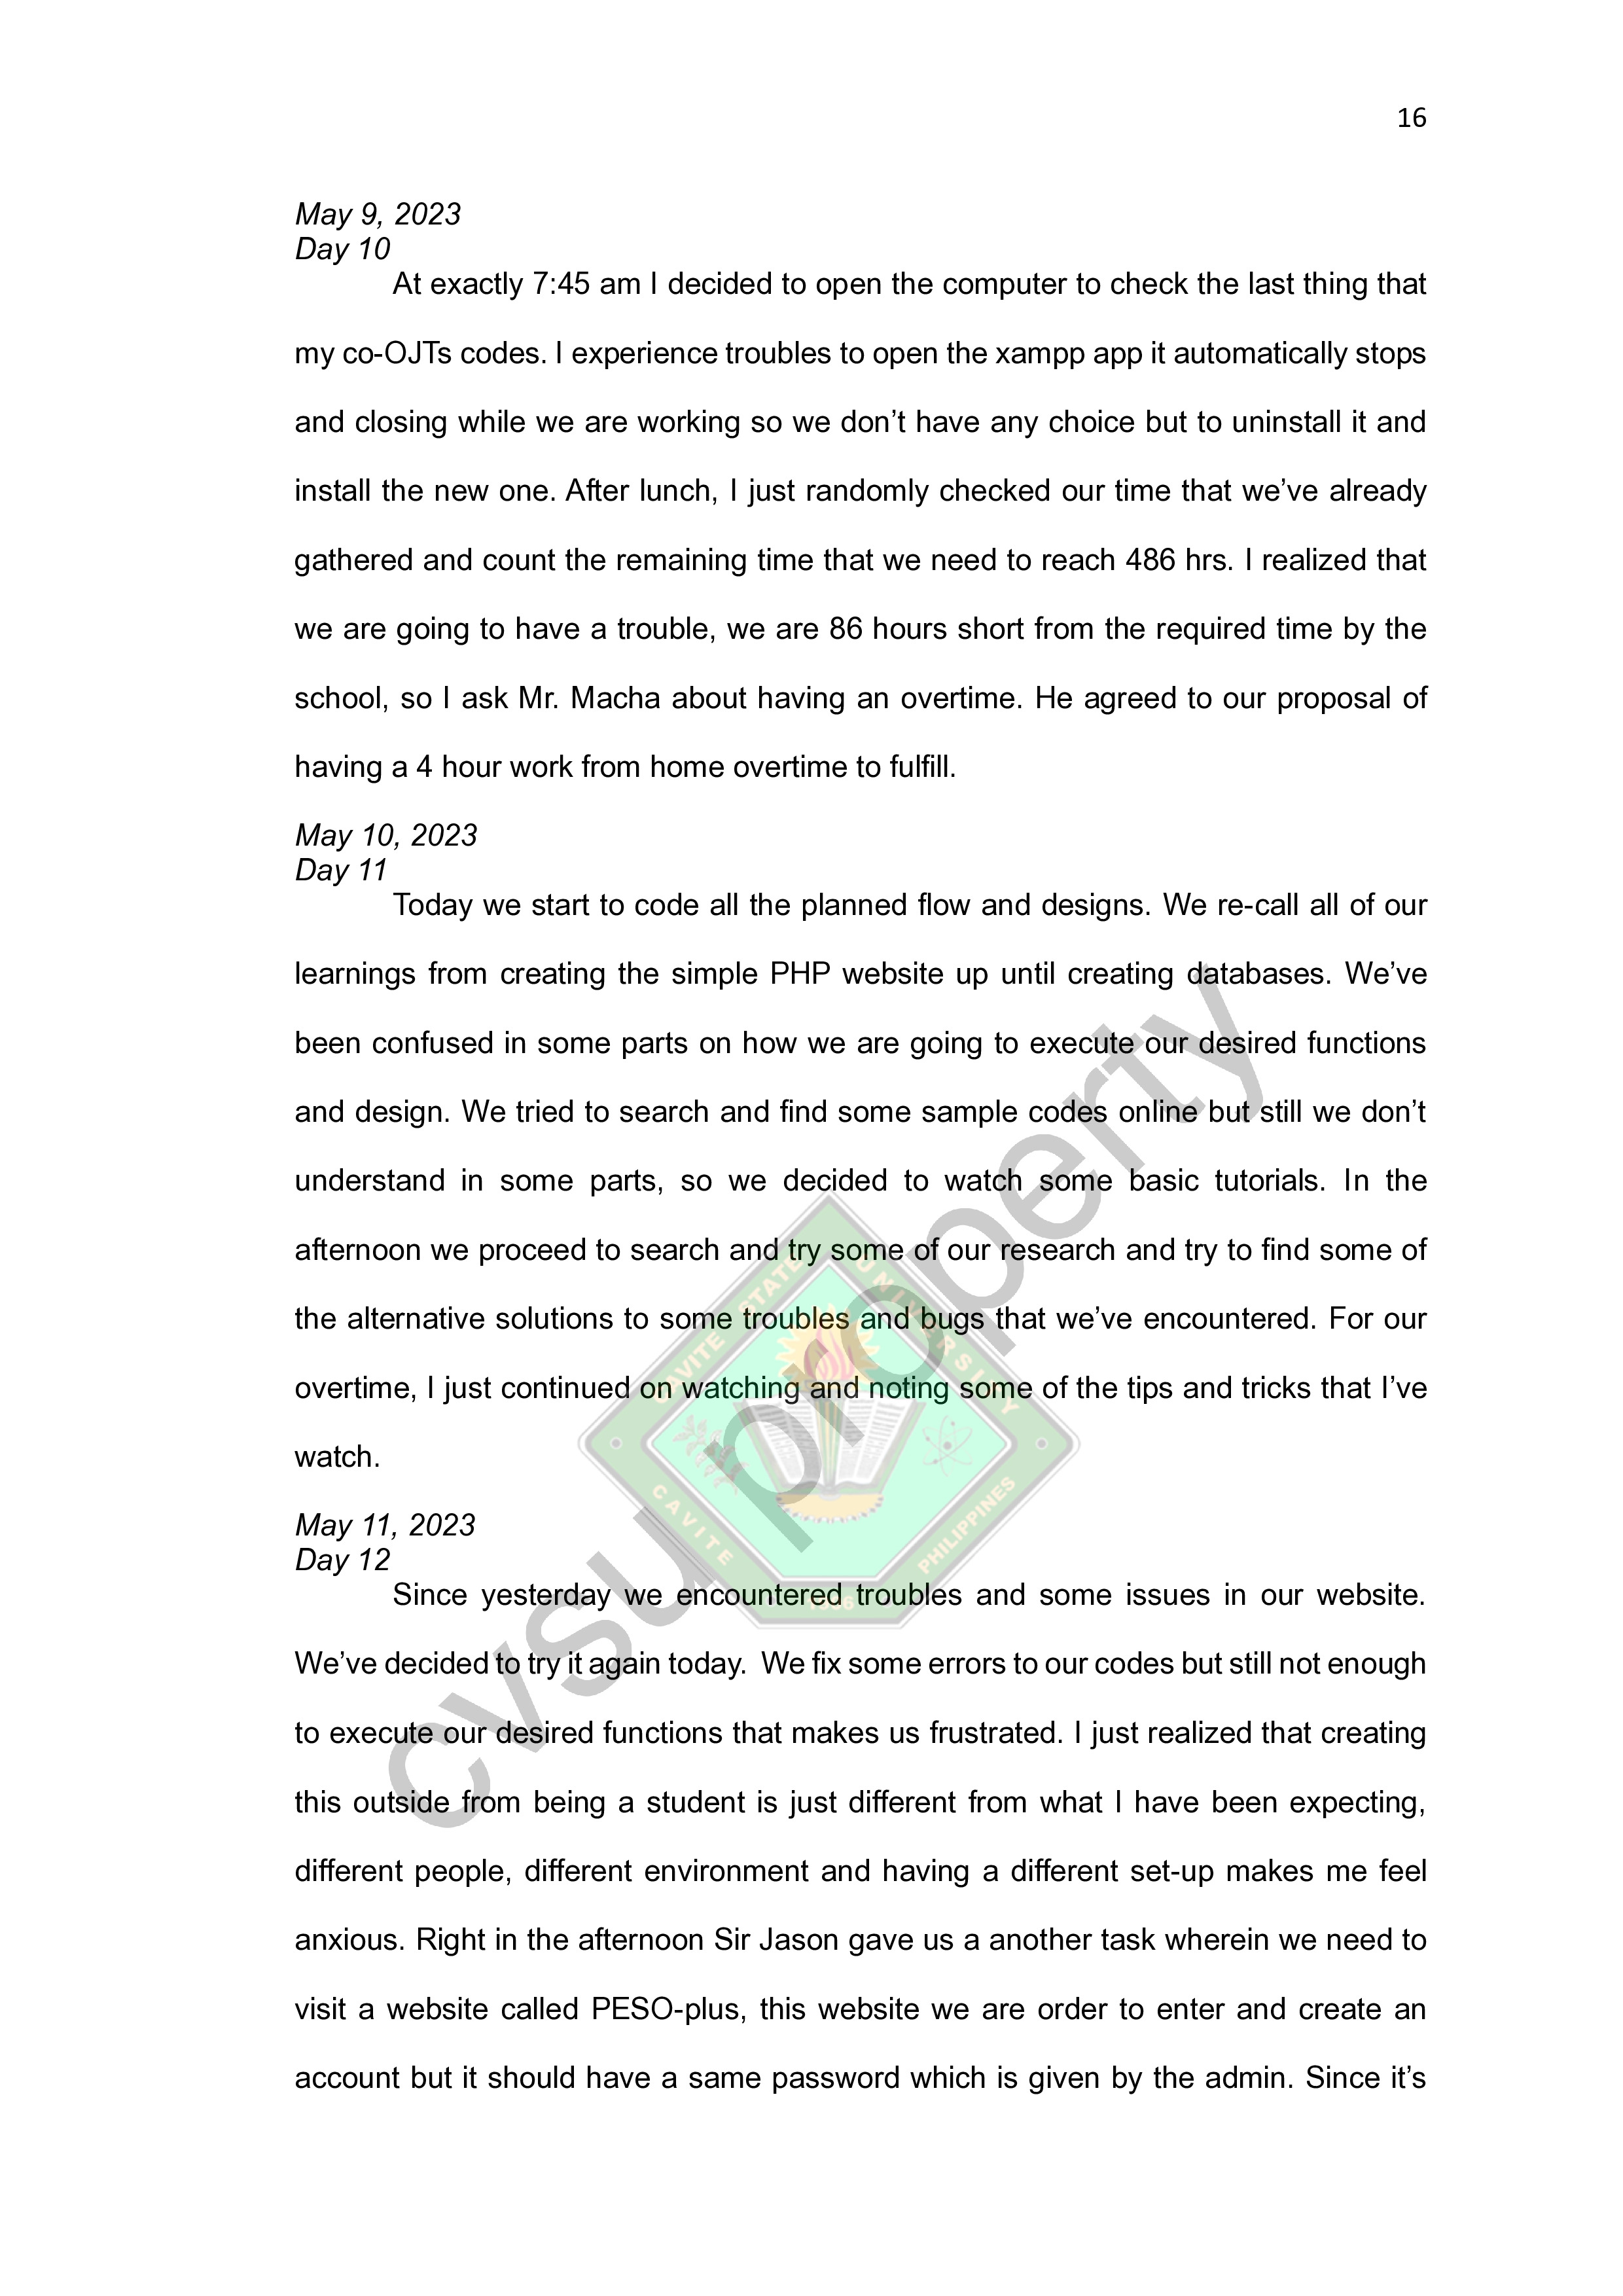 16
May 9, 2023
Day 10
At exactly 7:45 am I decided to open the computer to check the last thing that
my co-OJTs codes. I experience troubles to open the xampp app it automatically stops
and closing while we are working so we don’t have any choice but to uninstall it and
install the new one. After lunch, I just randomly checked our time that we’ve already
gathered and count the remaining time that we need to reach 486 hrs. I realized that
we are going to have a trouble, we are 86 hours short from the required time by the
school, so I ask Mr. Macha about having an overtime. He agreed to our proposal of
having a 4 hour work from home overtime to fulfill.
May 10, 2023
Day 11
Today we start to code all the planned flow and designs. We re-call all of our
learnings from creating the simple PHP website up until creating databases. We’ve
been confused in some parts on how we are going to execute our desired functions
and design. We tried to search and find some sample codes online but still we don’t
understand in some parts, so we decided to watch some basic tutorials. In the
afternoon we proceed to search and try some of our research and try to find some of
the alternative solutions to some troubles and bugs that we’ve encountered. For our
overtime, I just continued on watching and noting some of the tips and tricks that I’ve
watch.
May 11, 2023
Day 12
Since yesterday we encountered troubles and some issues in our website.
We’ve decided to try it again today.  We fix some errors to our codes but still not enough
to execute our desired functions that makes us frustrated. I just realized that creating
this outside from being a student is just different from what I have been expecting,
different people, different environment and having a different set-up makes me feel
anxious. Right in the afternoon Sir Jason gave us a another task wherein we need to
visit a website called PESO-plus, this website we are order to enter and create an
account but it should have a same password which is given by the admin. Since it’s
cvsu property
CAVITE STATE UNIVERSITY
CAVITE
PHILIPPINES